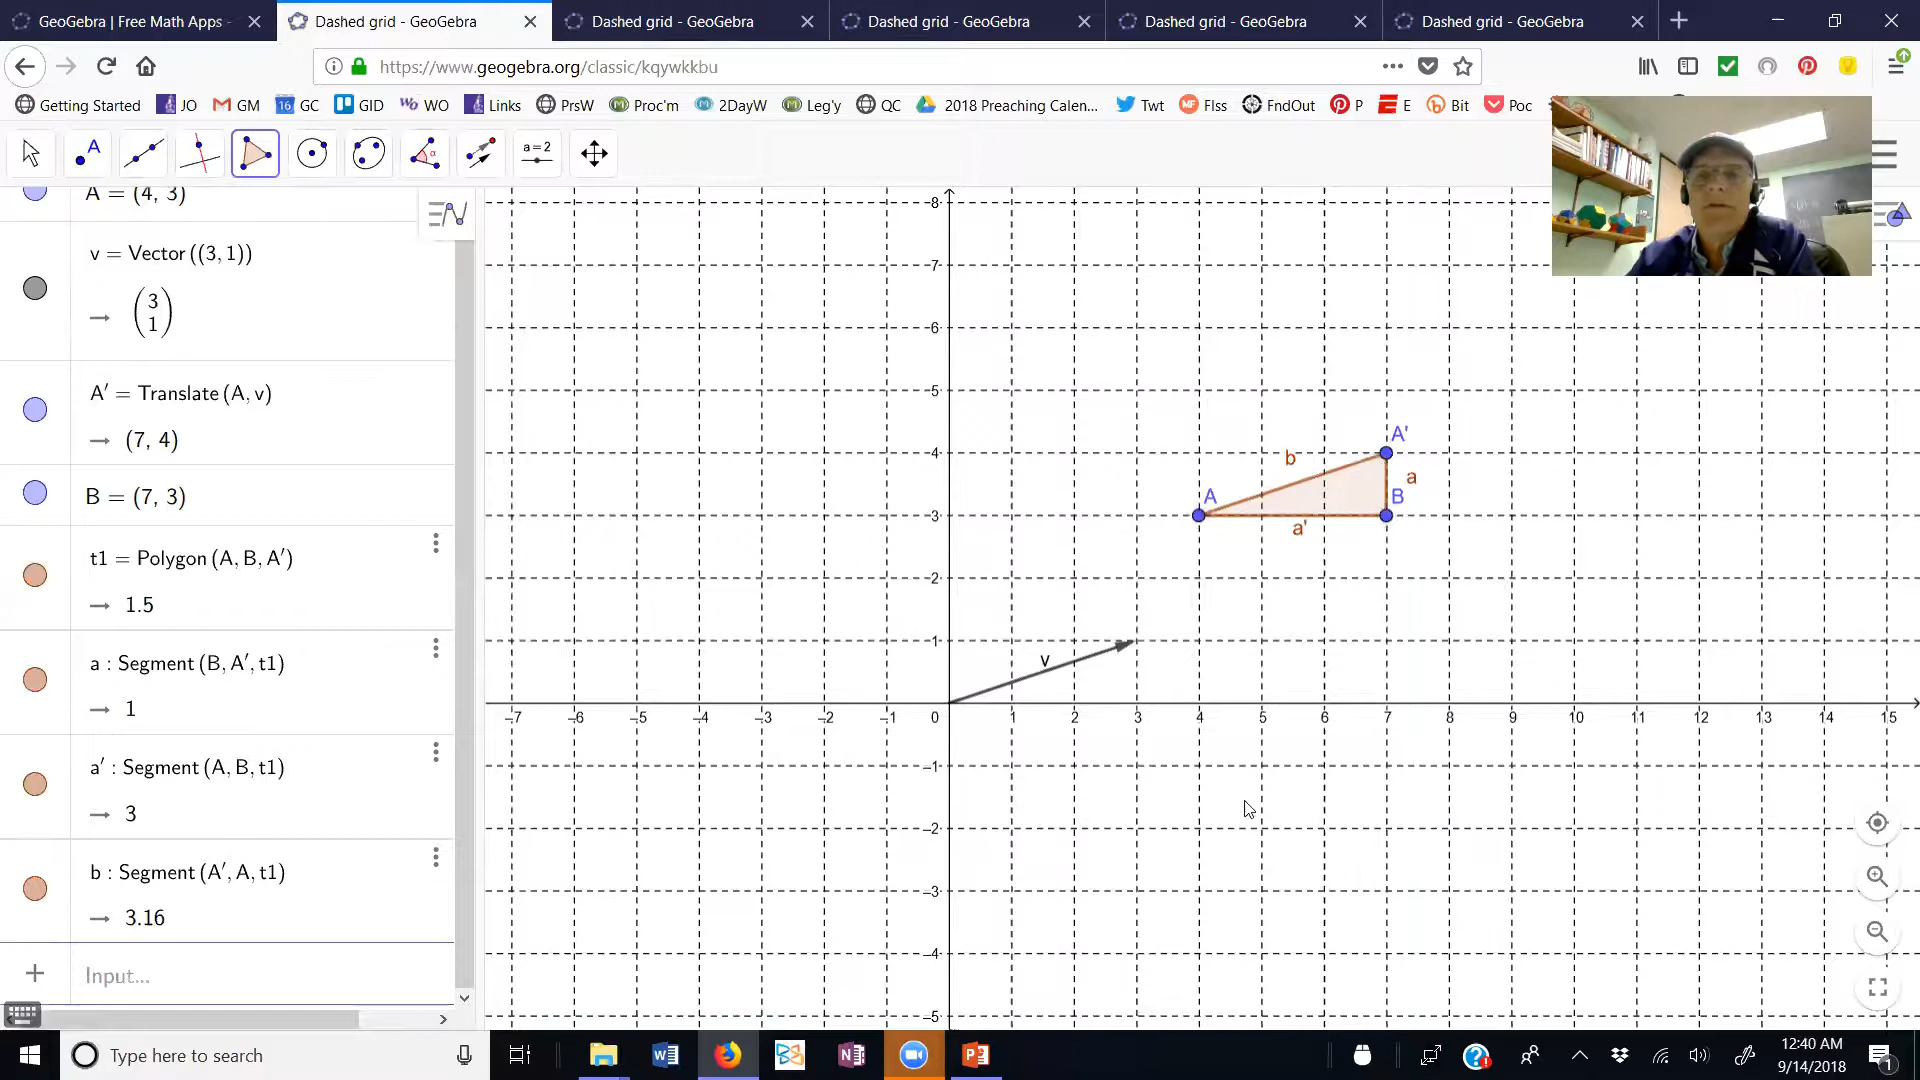 GeoGebra | Free Math Apps -
Dashed grid - GeoGebra
Dashed grid - GeoGebra
Dashed grid - GeoGebra
Dashed grid - GeoGebra
Dashed grid - GeoGebra
https://www.geogebra.org/classic/kqywkkbu
Getting Started JO GM 16 GC GID Wo WO Links PrsW Proc'm 2DayW Leg'y QC 2018 Preaching Calen... Twt MF FIss FndOut P E Bit Poc
A α a=2
A = (4, 3)
v = Vector ((3, 1))
→ (3 1)
A′ = Translate (A, v)
→ (7, 4)
B = (7, 3)
t1 = Polygon (A, B, A′)
→ 1.5
a : Segment (B, A′, t1)
→ 1
a′ : Segment (A, B, t1)
→ 3
b : Segment (A′, A, t1)
→ 3.16
+ Input...
8
7
6
5
4
3
2
1
–7 –6 –5 –4 –3 –2 –1 0 1 2 3 4 5 6 7 8 9 10 11 12 13 14 15
–1
–2
–3
–4
–5
A'
b
a
A
B
a'
v
Type here to search
12:40 AM
9/14/2018
1